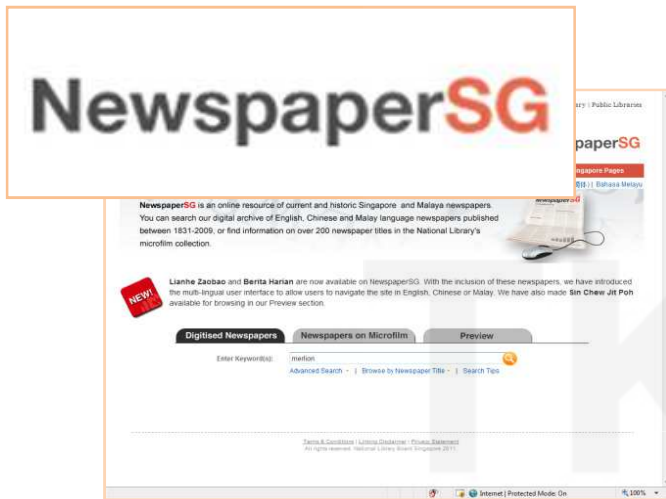 NewspaperSG
ary | Public Libraries
paperSG
ngapore Pages
Bahasa Melayu
NewspaperSG is an online resource of current and historic Singapore and Malaya newspapers.
You can search our digital archive of English, Chinese and Malay language newspapers published
between 1831-2009, or find information on over 200 newspaper titles in the National Library's
microfilm collection.
NewspaperSG
NEW!
Lianhe Zaobao and Berita Harian are now available on NewspaperSG. With the inclusion of these newspapers, we have introduced
the multi-lingual user interface to allow users to navigate the site in English, Chinese or Malay. We have also made Sin Chew Jit Poh
available for browsing in our Preview section.
Digitised Newspapers Newspapers on Microfilm Preview
Enter Keyword(s): merlion
Advanced Search | Browse by Newspaper Title | Search Tips
Terms & Conditions | Linking Disclaimer | Privacy Statement
All rights reserved. National Library Board Singapore 2011.
Internet | Protected Mode: On 100%